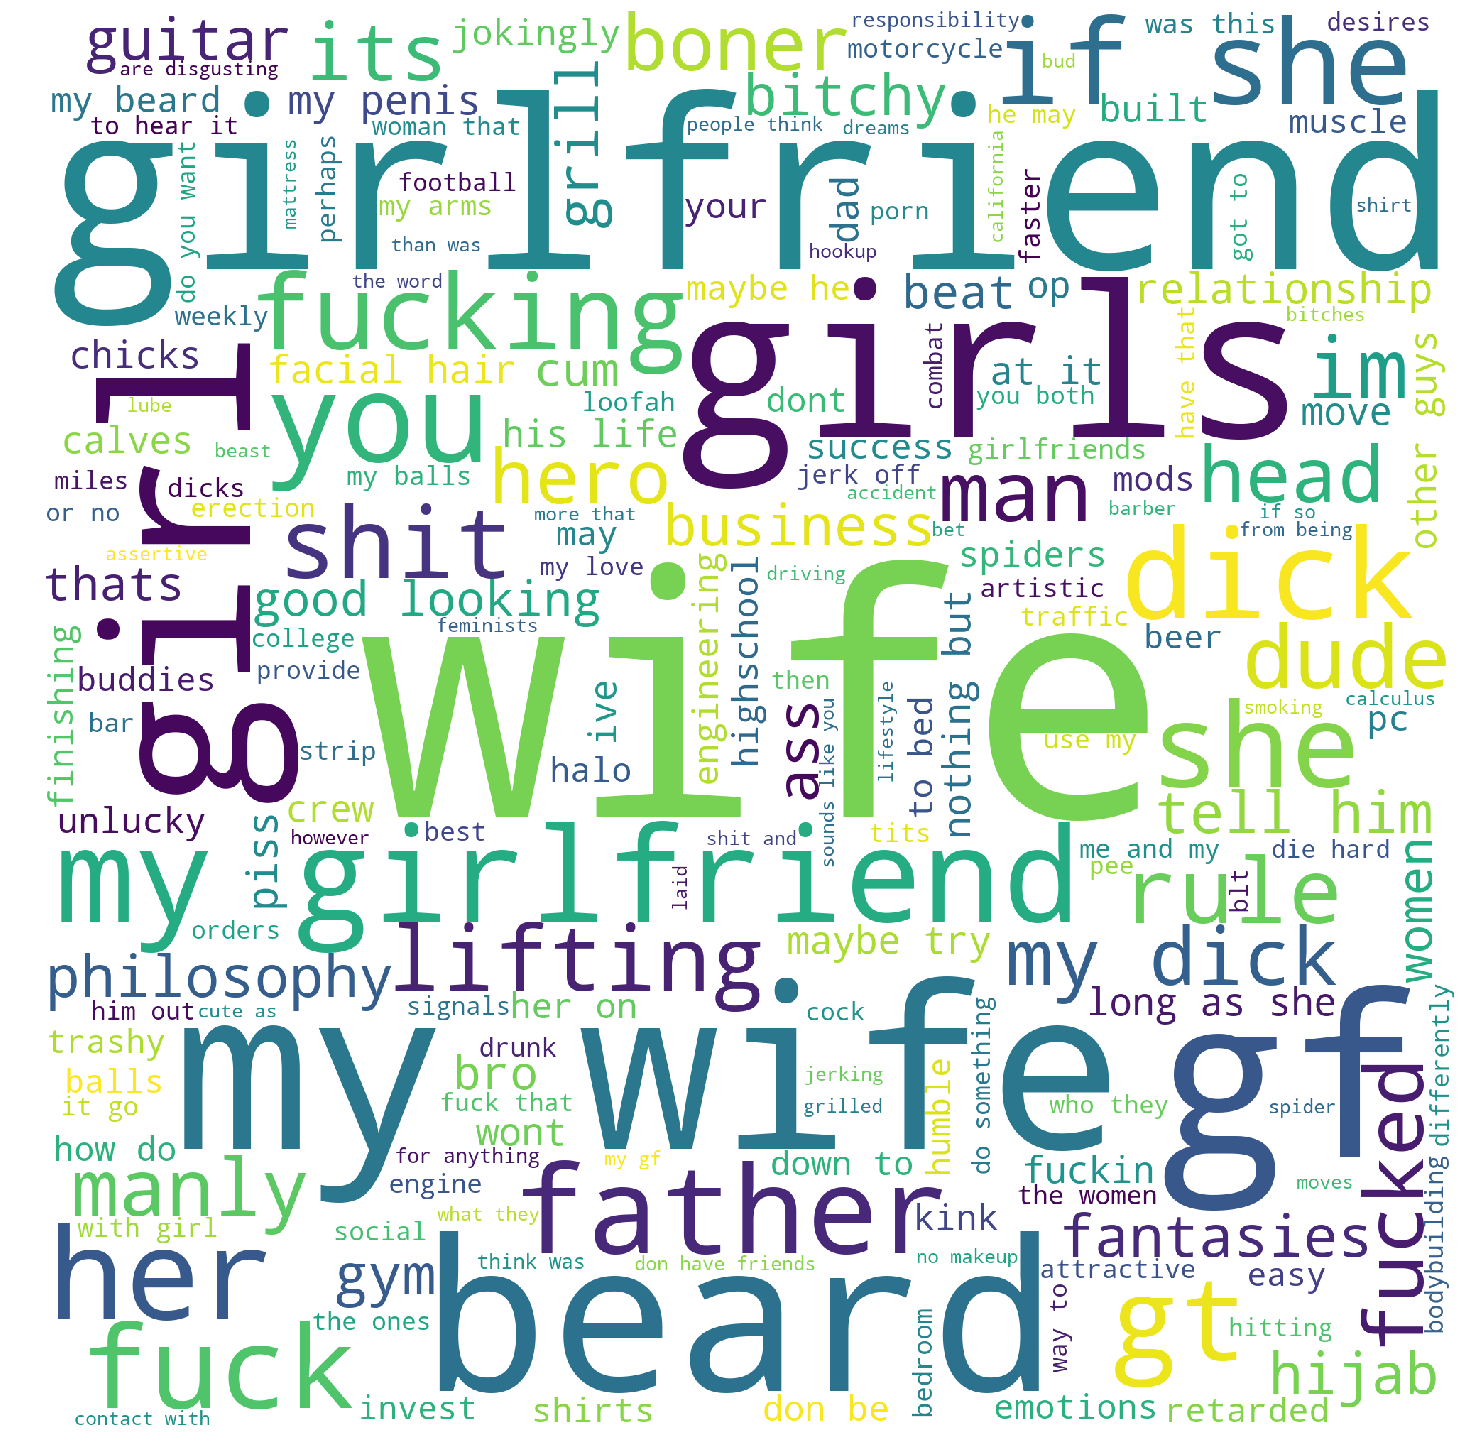 guitar
are disgusting
its
jokingly
boner
responsibility
motorcycle
if she
was this
desires
bud
my beard
my penis
grill
bitchy
he may
built
muscle
to hear it
woman that
people think
dreams
girlfriend
do you want
mattress
perhaps
football
my arms
than was
your
dad
porn
hookup
california
faster
got to
shirt
the word
weekly
fucking
maybe he
beat
op
relationship
bitches
girls
chicks
facial hair
cum
loofah
dont
combat
at it
you both
have that
im
move
other guys
girl
lube
calves
beast
you
his life
success
girlfriends
my balls
hero
jerk off
accident
man
mods
head
miles
dicks
or no
erection
assertive
shit
more that
may
my love
business
bet
barber
if so
from being
thats
good looking
engineering
highschool
driving
spiders
artistic
traffic
dick
finishing
college
feminists
provide
wife
nothing but
beer
dude
buddies
bar
strip
ive
halo
then
ass
sounds like you
lifestyle
to bed
use my
she
smoking
calculus
pc
unlucky
crew
however
best
shit and
tits
tell him
piss
my girlfriend
laid
me and my
pee
die hard
blt
rule
women
orders
lifting
maybe try
my dick
philosophy
him out
cute as
signals
her on
cock
do something
long as she
bodybuilding differently
trashy
balls
it go
my wife
drunk
bro
fuck that
wont
jerking
grilled
humble
who they
gf
spider
fucked
how do
manly
for anything
engine
my gf
down to
fuckin
the women
moves
with girl
social
what they
father
kink
fantasies
her
gym
think was
don have friends
no makeup
attractive
easy
fuck
the ones
beard
bedroom
way to
gt
hitting
hijab
contact with
invest
shirts
don be
emotions
retarded